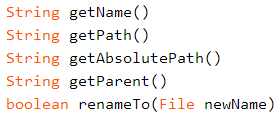 String getName()
String getPath()
String getAbsolutePath()
String getParent()
boolean renameTo(File newName)